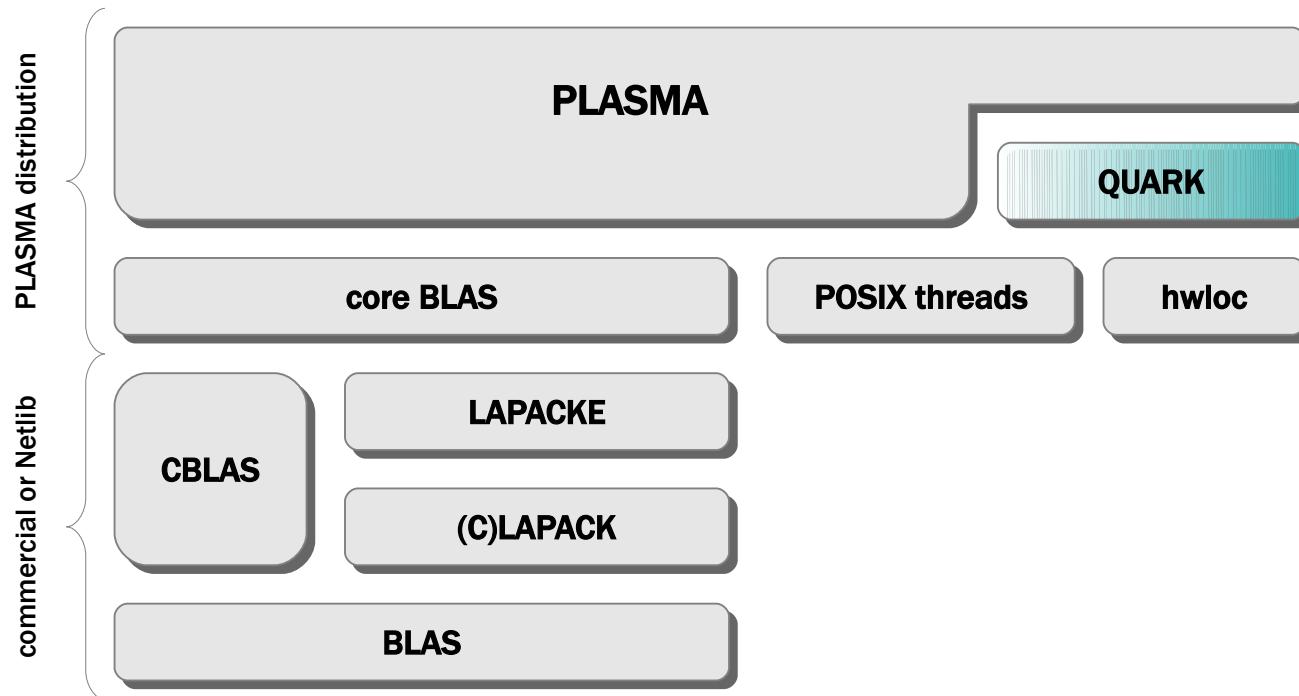 PLASMA distribution
PLASMA
QUARK
core BLAS
POSIX threads
hwloc
commercial or Netlib
CBLAS
LAPACKE
(C)LAPACK
BLAS